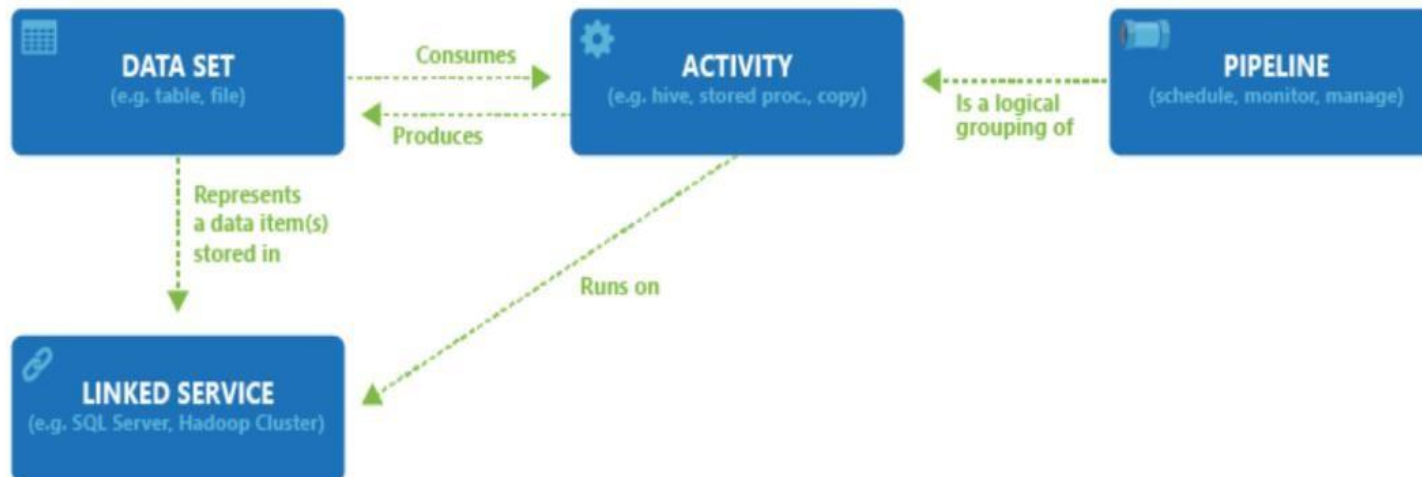 DATA SET
(e.g. table, file)
Consumes
Produces
ACTIVITY
(e.g. hive, stored proc., copy)
Is a logical
grouping of
PIPELINE
(schedule, monitor, manage)
Represents
a data item(s)
stored in
Runs on
LINKED SERVICE
(e.g. SQL Server, Hadoop Cluster)